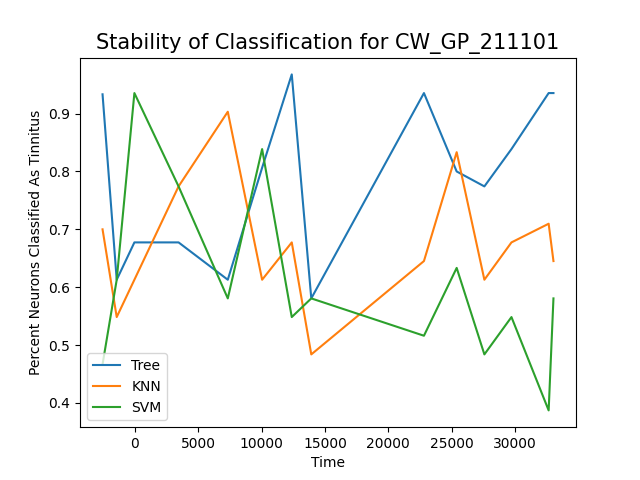 Stability of Classification for CW_GP_211101
Percent Neurons Classified As Tinnitus
0.9
0.8
0.7
0.6
0.5
0.4
Tree
KNN
SVM
0 5000 10000 15000 20000 25000 30000
Time